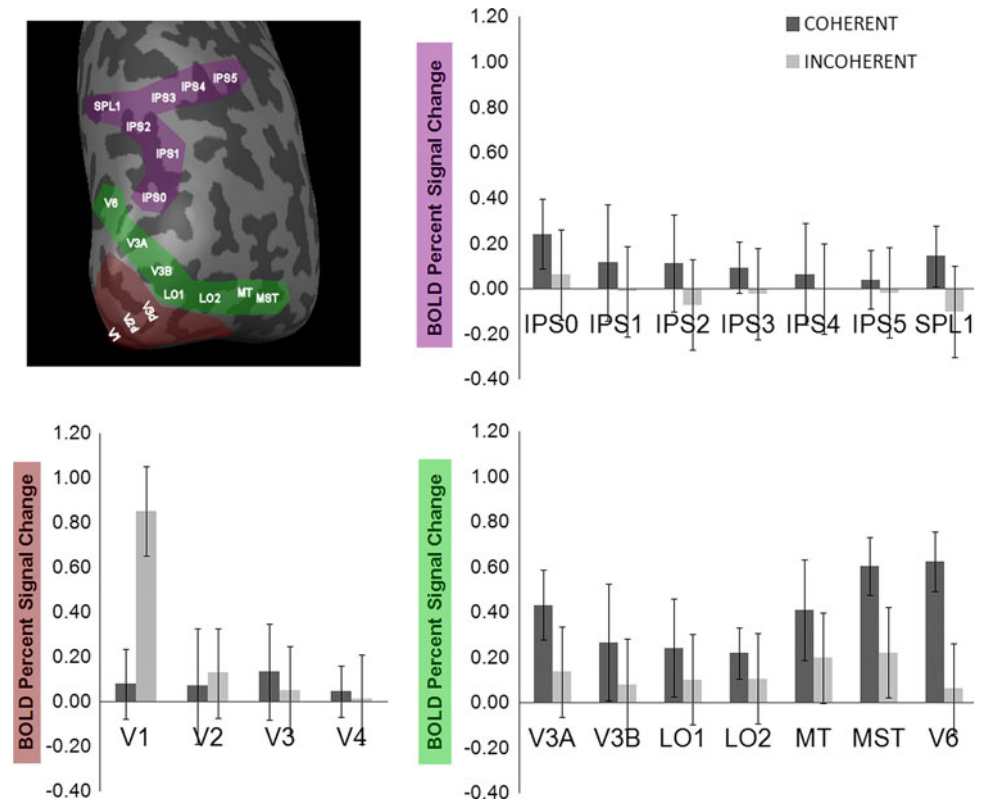 IPS5
IPS4
IPS3
SPL1
IPS2
IPS1
IPS0
V6
V3A
V3B
LO1
LO2
MT
MST
V3d
V2d
V1
BOLD Percent Signal Change
1.20
1.00
0.80
0.60
0.40
0.20
0.00
-0.20
-0.40
COHERENT
INCOHERENT
IPS0 IPS1 IPS2 IPS3 IPS4 IPS5 SPL1
BOLD Percent Signal Change
1.20
1.00
0.80
0.60
0.40
0.20
0.00
-0.20
-0.40
V1 V2 V3 V4
BOLD Percent Signal Change
1.20
1.00
0.80
0.60
0.40
0.20
0.00
-0.20
-0.40
V3A V3B LO1 LO2 MT MST V6